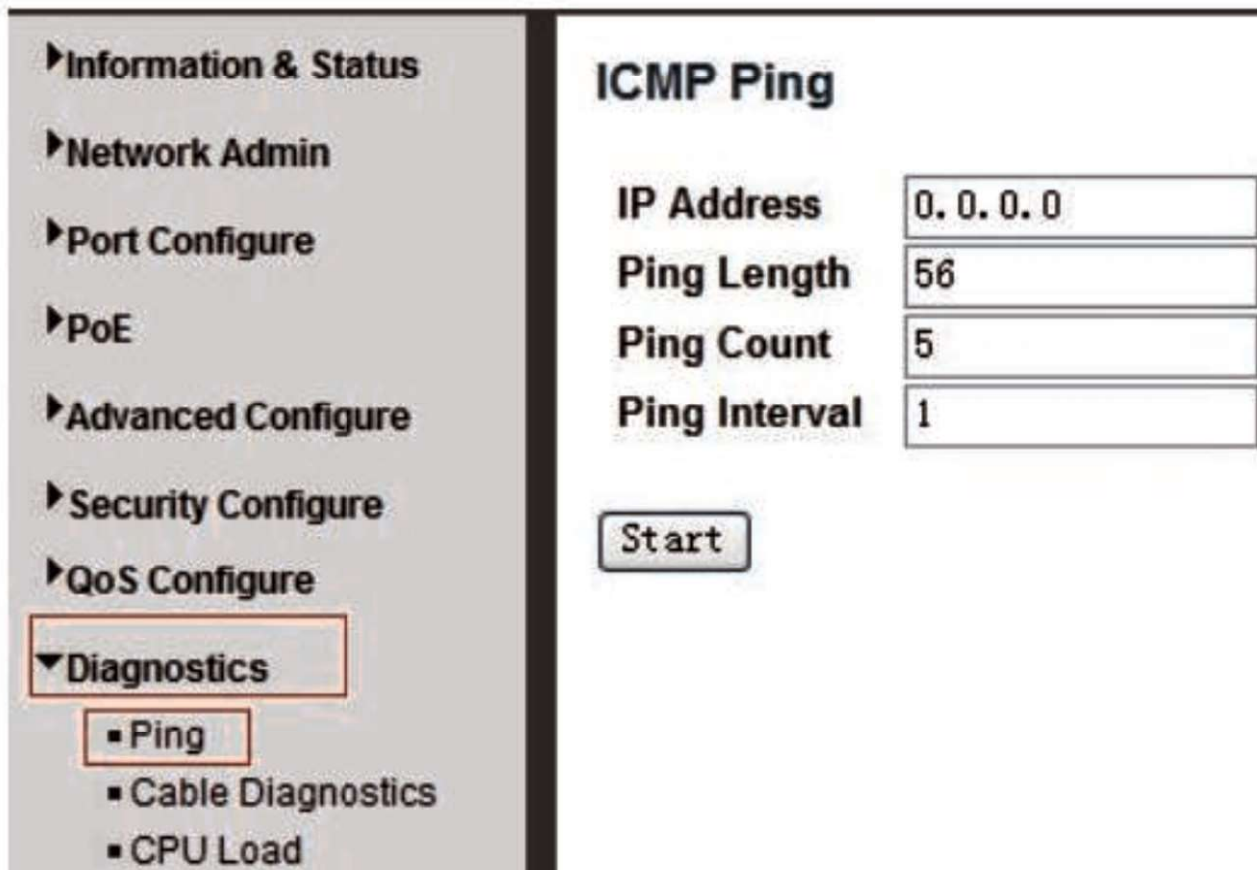 Information & Status
Network Admin
Port Configure
PoE
Advanced Configure
Security Configure
QoS Configure
Diagnostics
Ping
Cable Diagnostics
CPU Load
ICMP Ping
IP Address 0.0.0.0
Ping Length 56
Ping Count 5
Ping Interval 1
Start